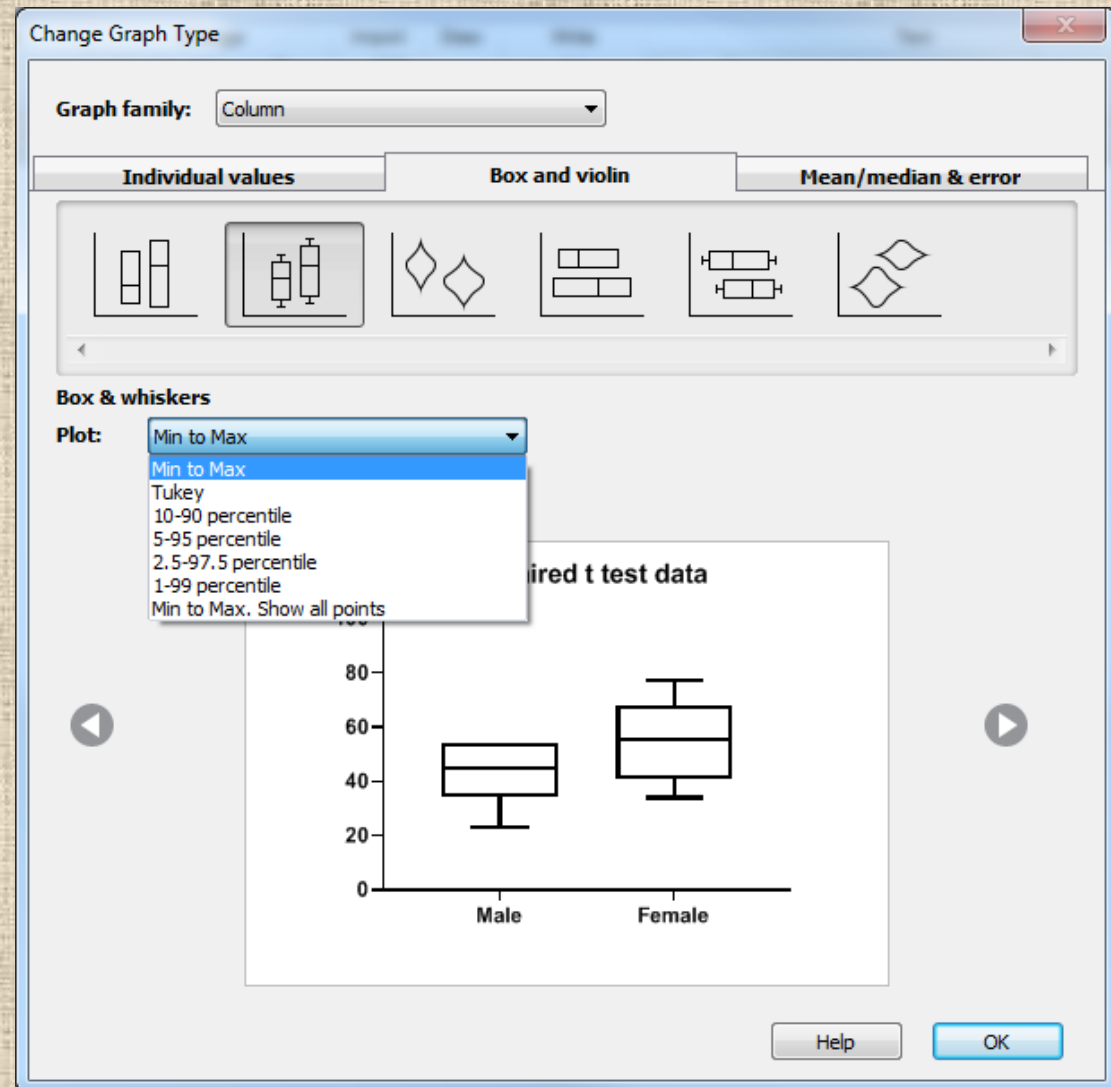 Change Graph Type
Graph family: Column
Individual values Box and violin Mean/median & error
Box & whiskers
Plot: Min to Max
Min to Max
Tukey
10-90 percentile
5-95 percentile
2.5-97.5 percentile
1-99 percentile
Min to Max. Show all points
t test data
80
60
40
20
0
Male Female
Help OK